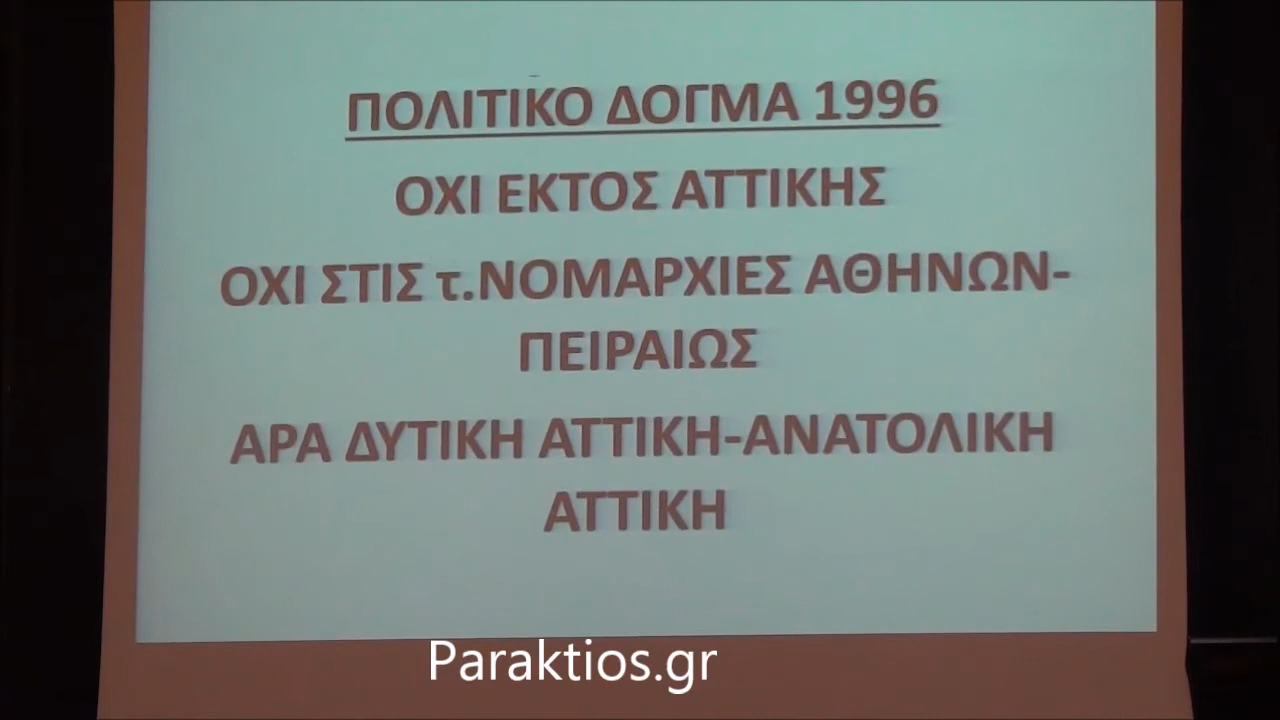 ΠΟΛΙΤΙΚΟ ΔΟΓΜΑ 1996
ΟΧΙ ΕΚΤΟΣ ΑΤΤΙΚΗΣ
ΟΧΙ ΣΤΙΣ τ.ΝΟΜΑΡΧΙΕΣ ΑΘΗΝΩΝ-
ΠΕΙΡΑΙΩΣ
ΑΡΑ ΔΥΤΙΚΗ ΑΤΤΙΚΗ-ΑΝΑΤΟΛΙΚΗ
ΑΤΤΙΚΗ
Paraktios.gr